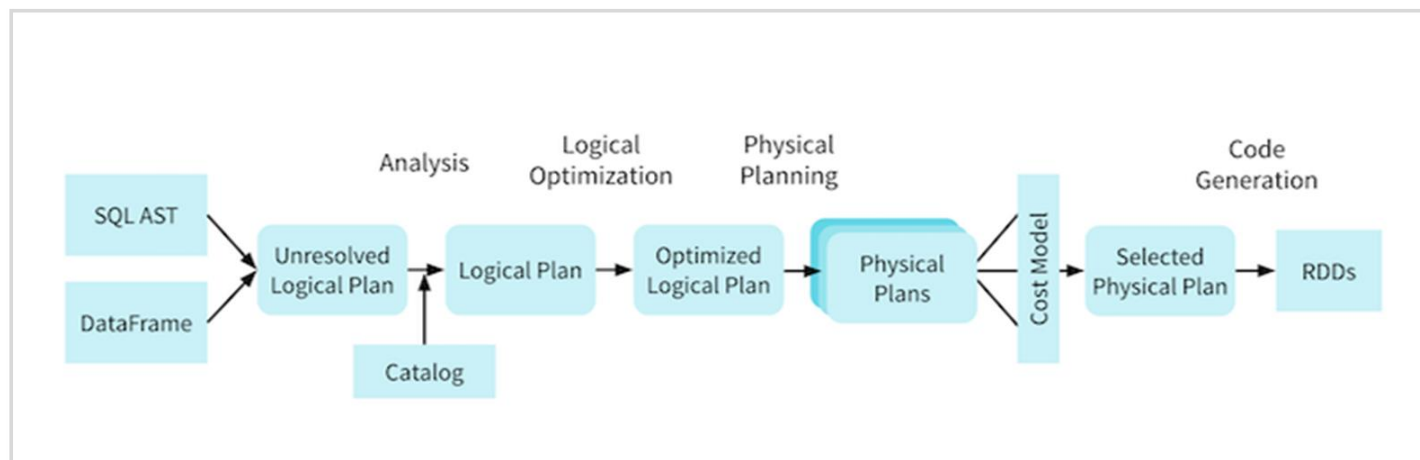 Analysis
Logical
Optimization
Physical
Planning
Code
Generation
SQL AST
DataFrame
Unresolved
Logical Plan
Catalog
Logical Plan
Optimized
Logical Plan
Physical
Plans
Cost Model
Selected
Physical Plan
RDDs